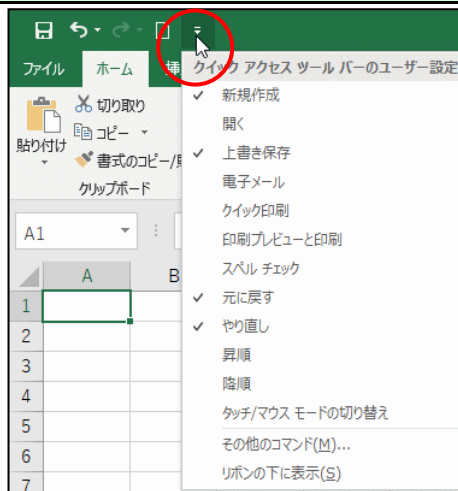 ファイル ホーム 挿
クイック アクセス ツール バーのユーザー設定
新規作成
開く
上書き保存
電子メール
クイック印刷
印刷プレビューと印刷
スペル チェック
元に戻す
やり直し
昇順
降順
タッチ/マウス モードの切り替え
その他のコマンド(M)...
リボンの下に表示(S)
貼り付け
切り取り
コピー
書式のコピー/
クリップボード
A1
A B
1
2
3
4
5
6
7